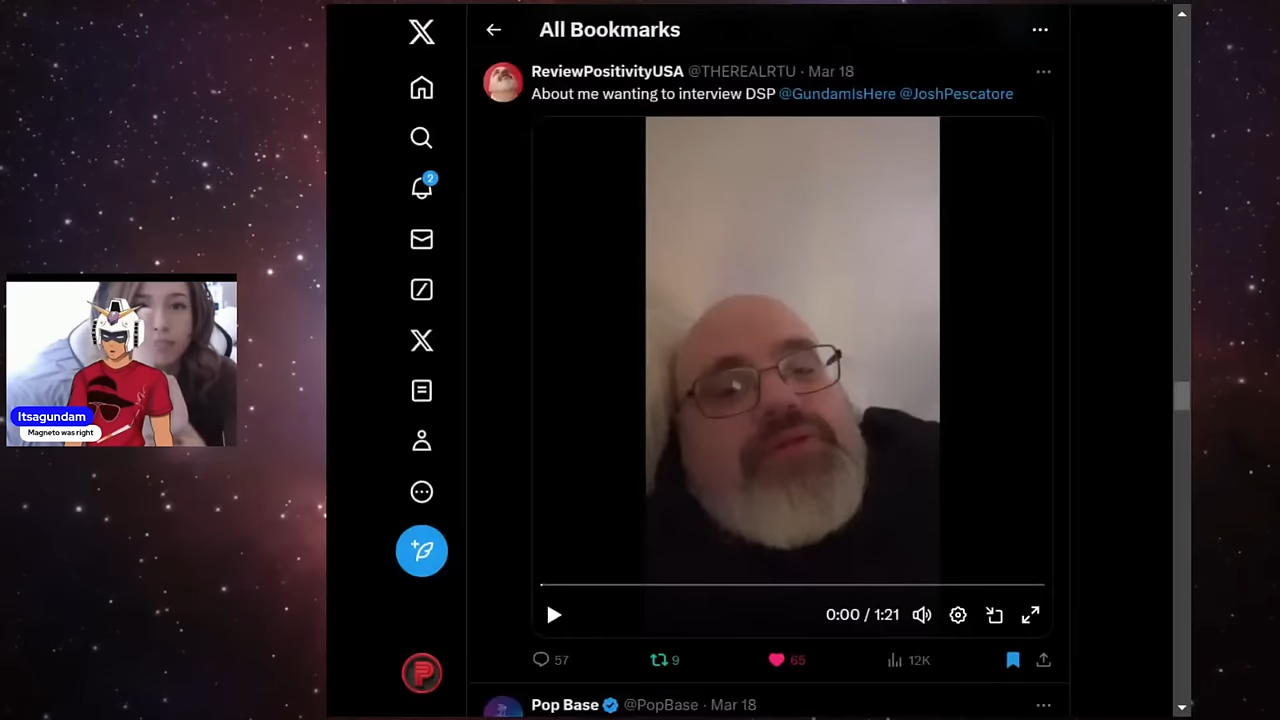 All Bookmarks
ReviewPositivityUSA @THEREALRTU · Mar 18
About me wanting to interview DSP @GundamIsHere @JoshPescatore
2
Itsagundam
Magneto was right
0:00 / 1:21
57 9 65 12K
Pop Base @PopBase · Mar 18